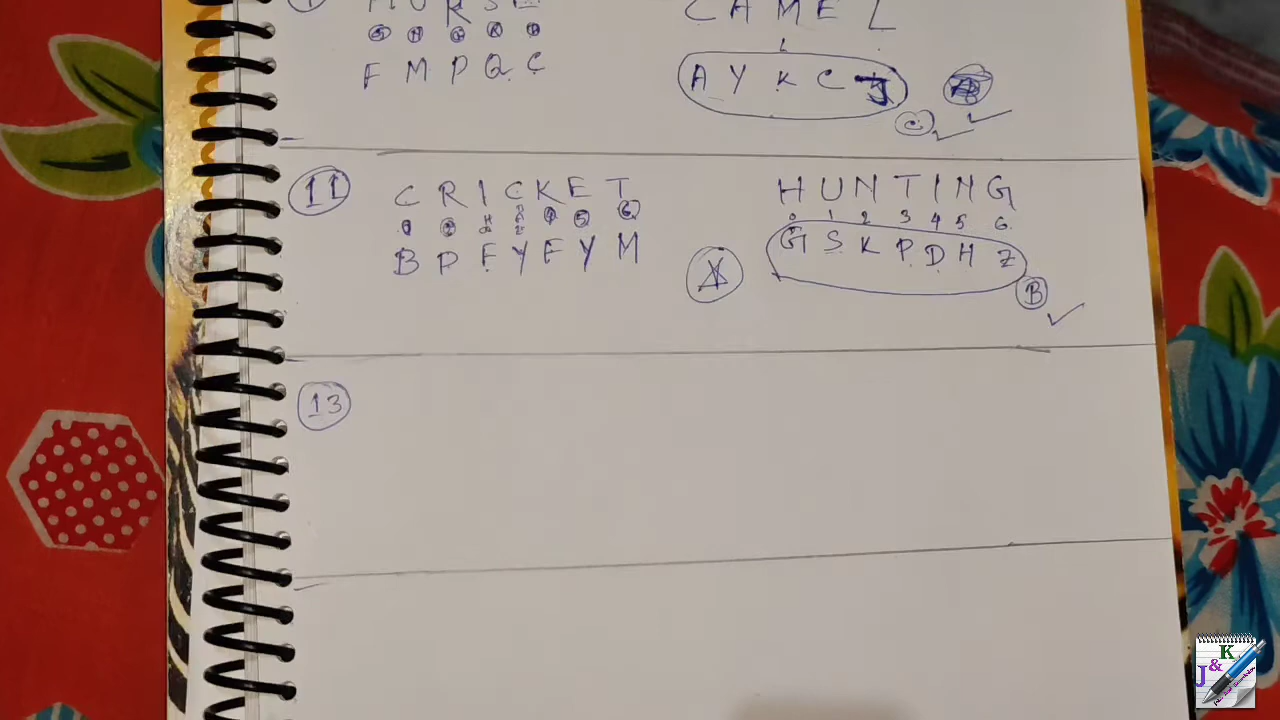 C A M E L
F M P Q C
A Y K C J
C
11
C R I C K E T
B P F Y F Y M
H U N T I N G
0 1 2 3 4 5 6
G S K P D H Z
B
13
J & K